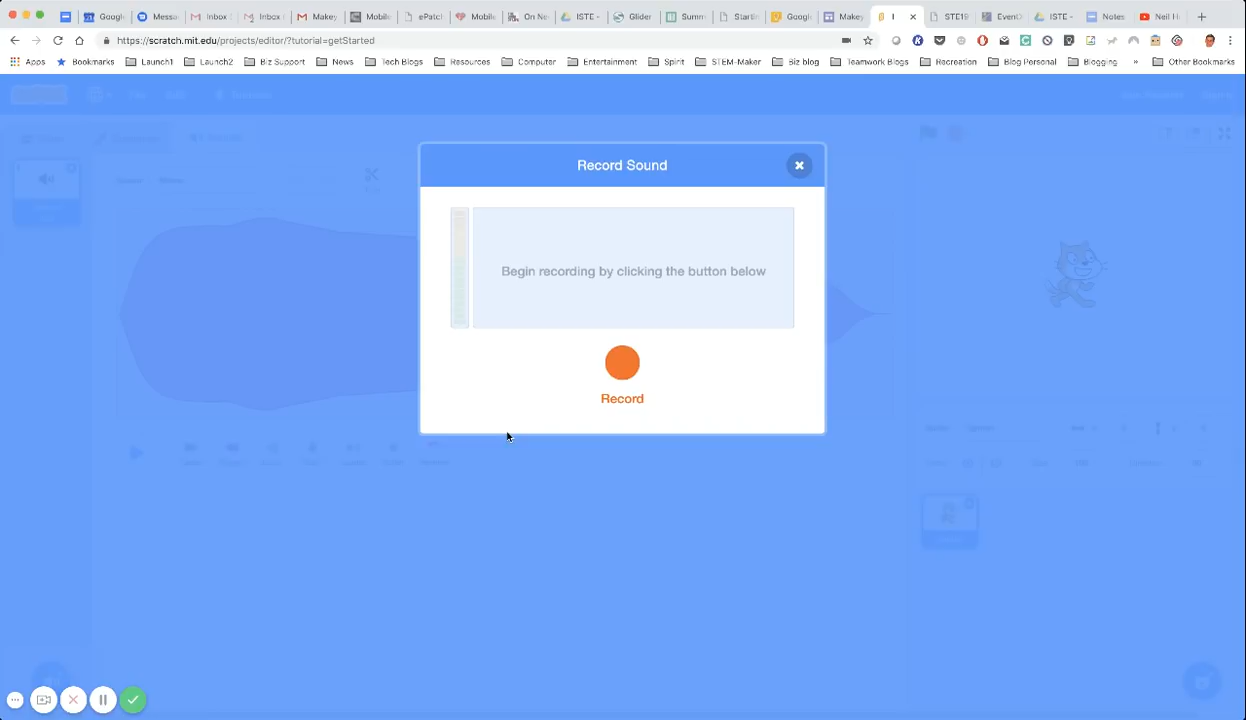 Google
Messa
Inbox (
Inbox (
Makey
Mobile
ePatch
Mobile
On Ne
ISTE -
Glider
Summ
Startin
Google
Makey
I
STE19
EventC
ISTE -
Notes
Neil H
https://scratch.mit.edu/projects/editor/?tutorial=getStarted
Apps
Bookmarks
Launch1
Launch2
Biz Support
News
Tech Blogs
Resources
Computer
Entertainment
Spirit
STEM-Maker
Biz blog
Teamwork Blogs
Recreation
Blog Personal
Blogging
»
Other Bookmarks
Record Sound
Begin recording by clicking the button below
Record